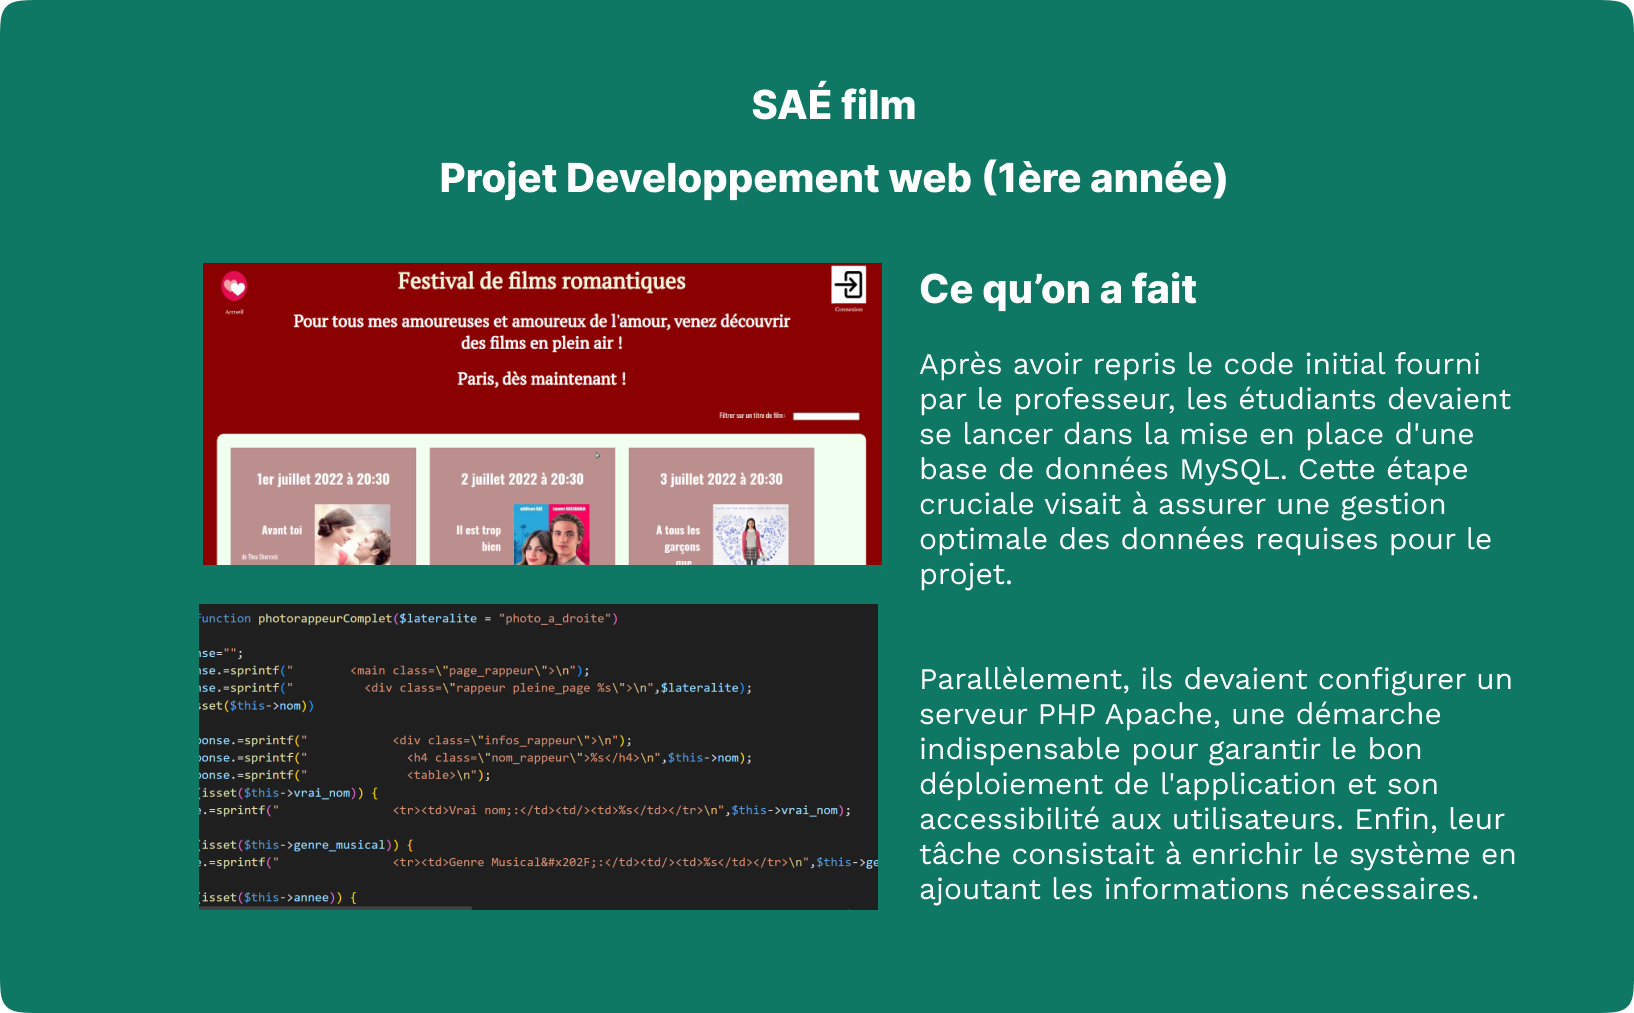 SAÉ film
Projet Developpement web (1ère année)
Festival de films romantiques
Accueil
Connexion
Pour tous mes amoureuses et amoureux de l'amour, venez découvrir
des films en plein air !
Paris, dès maintenant !
Filtrer sur un titre de film :
1er juillet 2022 à 20:30
2 juillet 2022 à 20:30
3 juillet 2022 à 20:30
Avant toi
de Thea Sharrock
Il est trop
bien
A tous les
garçons
que...
function photorappeurComplet($lateralite = "photo_a_droite")
nse="";
nse.=sprintf("        <main class=\"page_rappeur\">\n");
nse.=sprintf("          <div class=\"rappeur pleine_page %s\">\n",$lateralite);
sset($this->nom))
onse.=sprintf("            <div class=\"infos_rappeur\">\n");
onse.=sprintf("              <h4 class=\"nom_rappeur\">%s</h4>\n",$this->nom);
onse.=sprintf("              <table>\n");
(isset($this->vrai_nom)) {
e.=sprintf("                <tr><td>Vrai nom;:</td><td/><td>%s</td></tr>\n",$this->vrai_nom);
(isset($this->genre_musical)) {
e.=sprintf("                <tr><td>Genre Musical&#x202F;:</td><td/><td>%s</td></tr>\n",$this->ge
(isset($this->annee)) {
Ce qu’on a fait
Après avoir repris le code initial fourni
par le professeur, les étudiants devaient
se lancer dans la mise en place d'une
base de données MySQL. Cette étape
cruciale visait à assurer une gestion
optimale des données requises pour le
projet.
Parallèlement, ils devaient configurer un
serveur PHP Apache, une démarche
indispensable pour garantir le bon
déploiement de l'application et son
accessibilité aux utilisateurs. Enfin, leur
tâche consistait à enrichir le système en
ajoutant les informations nécessaires.